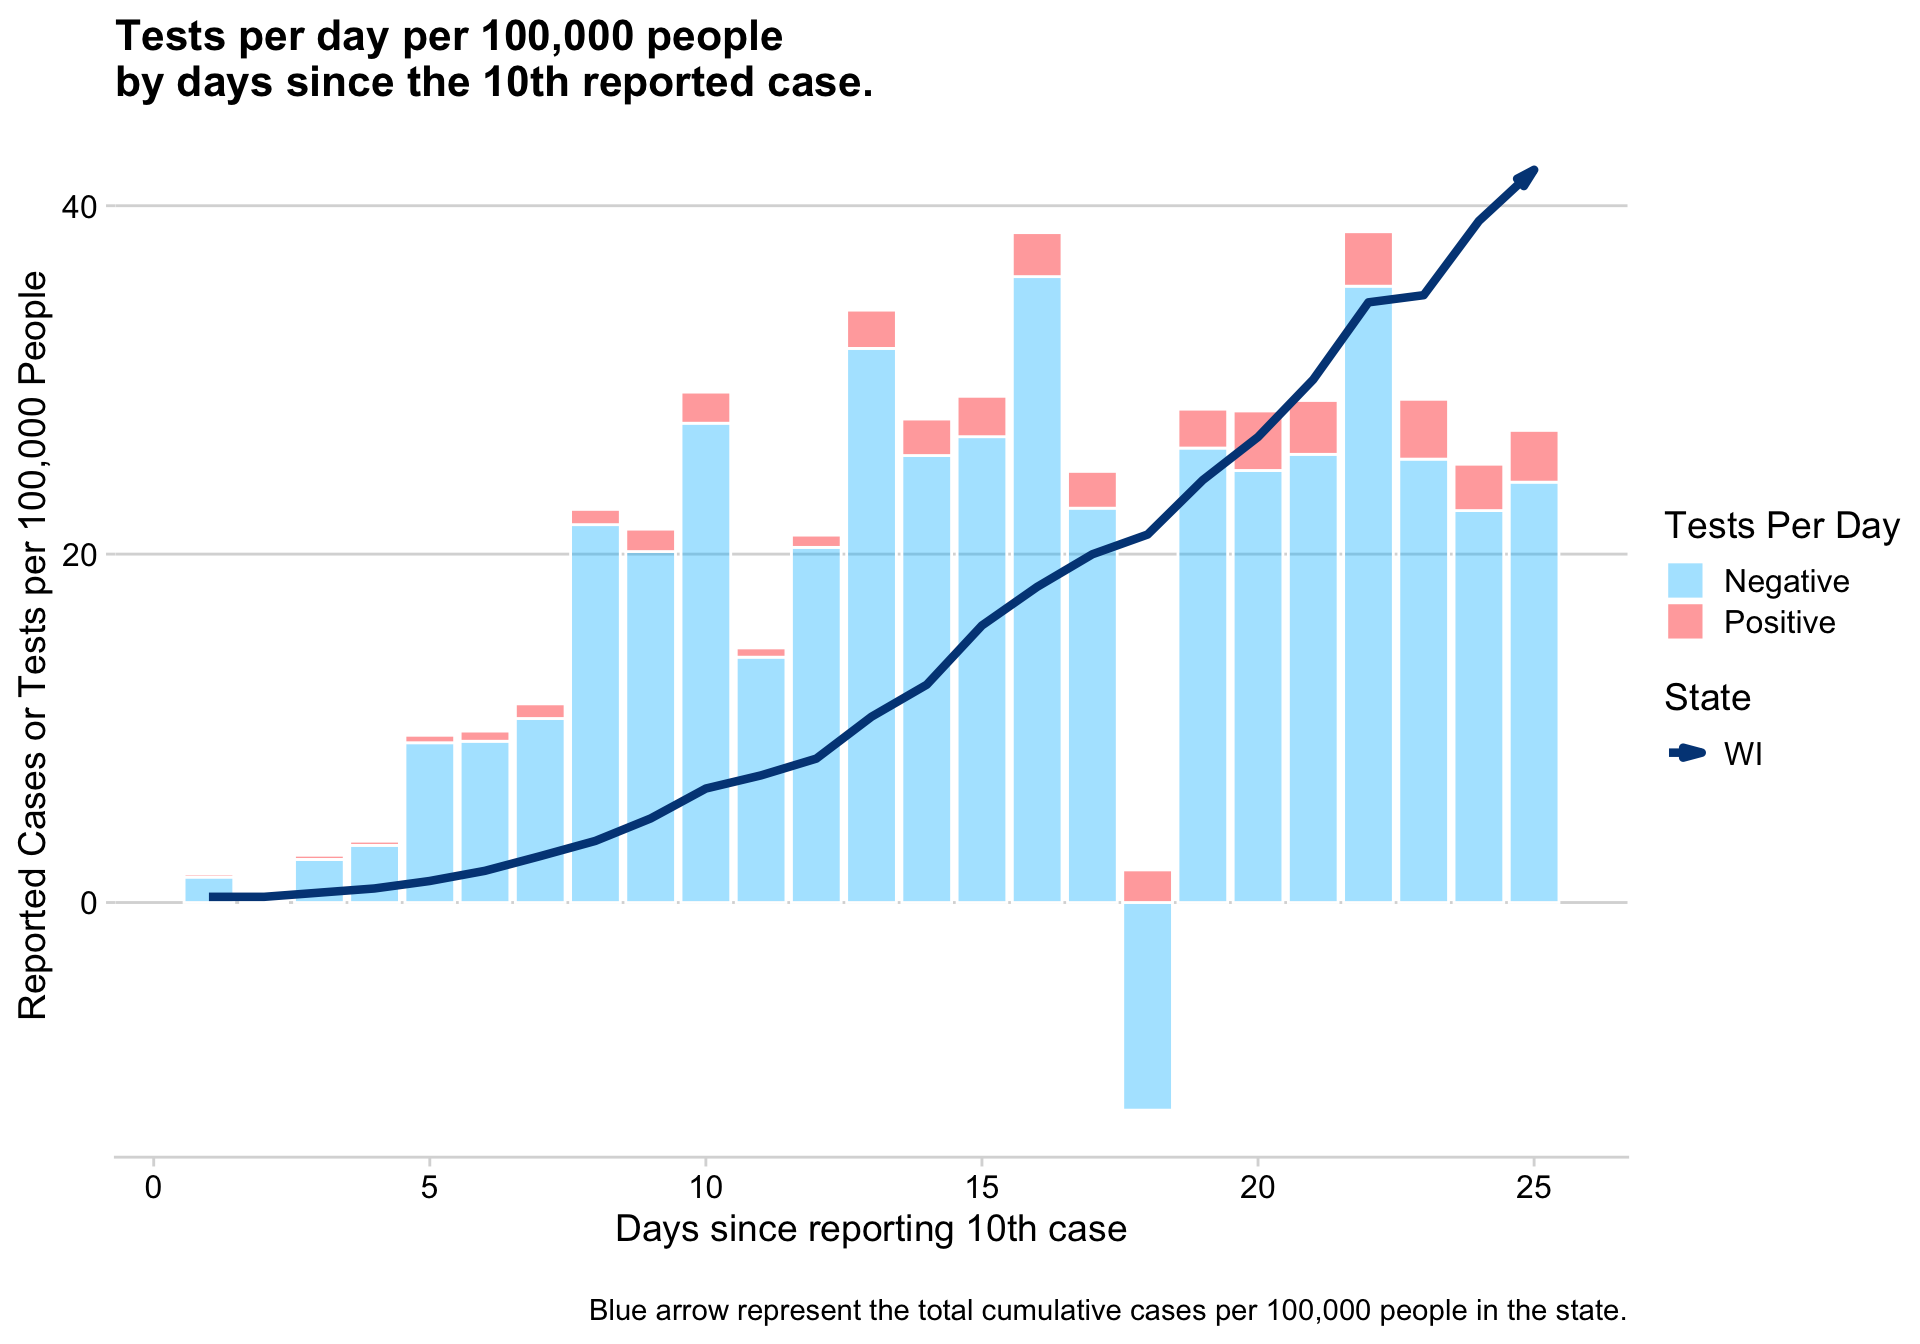 Tests per day per 100,000 people
by days since the 10th reported case.
Reported Cases or Tests per 100,000 People
40
20
0
0
5
10
15
20
25
Days since reporting 10th case
Tests Per Day
Negative
Positive
State
WI
Blue arrow represent the total cumulative cases per 100,000 people in the state.